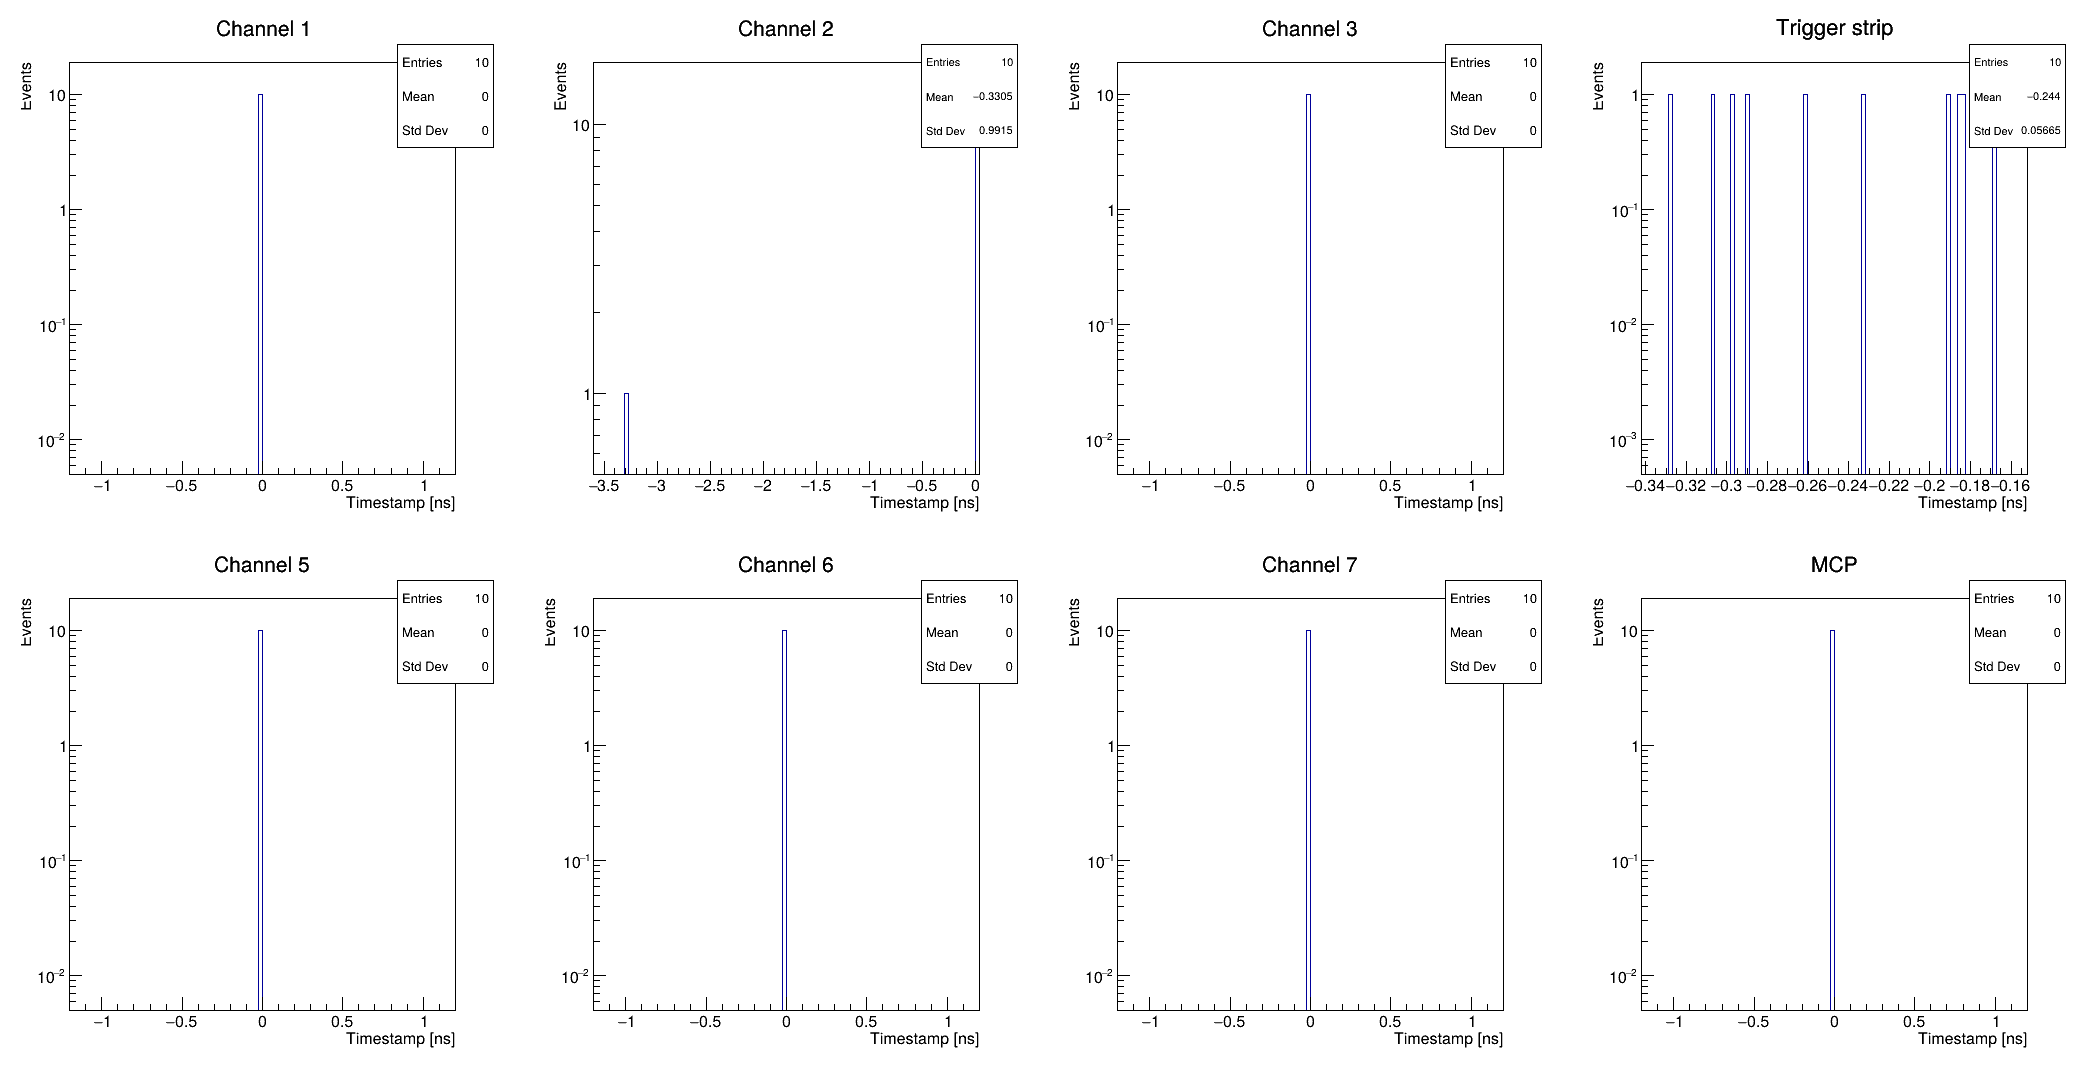 Channel 1
Events
Entries 10
Mean 0
Std Dev 0
10
1
10⁻¹
10⁻²
−1 −0.5 0 0.5 1
Timestamp [ns]
Channel 2
Events
Entries 10
Mean −0.3305
Std Dev 0.9915
10
1
−3.5 −3 −2.5 −2 −1.5 −1 −0.5 0
Timestamp [ns]
Channel 3
Events
Entries 10
Mean 0
Std Dev 0
10
1
10⁻¹
10⁻²
−1 −0.5 0 0.5 1
Timestamp [ns]
Trigger strip
Events
Entries 10
Mean −0.244
Std Dev 0.05665
1
10⁻¹
10⁻²
10⁻³
−0.34 −0.32 −0.3 −0.28 −0.26 −0.24 −0.22 −0.2 −0.18 −0.16
Timestamp [ns]
Channel 5
Events
Entries 10
Mean 0
Std Dev 0
10
1
10⁻¹
10⁻²
−1 −0.5 0 0.5 1
Timestamp [ns]
Channel 6
Events
Entries 10
Mean 0
Std Dev 0
10
1
10⁻¹
10⁻²
−1 −0.5 0 0.5 1
Timestamp [ns]
Channel 7
Events
Entries 10
Mean 0
Std Dev 0
10
1
10⁻¹
10⁻²
−1 −0.5 0 0.5 1
Timestamp [ns]
MCP
Events
Entries 10
Mean 0
Std Dev 0
10
1
10⁻¹
10⁻²
−1 −0.5 0 0.5 1
Timestamp [ns]